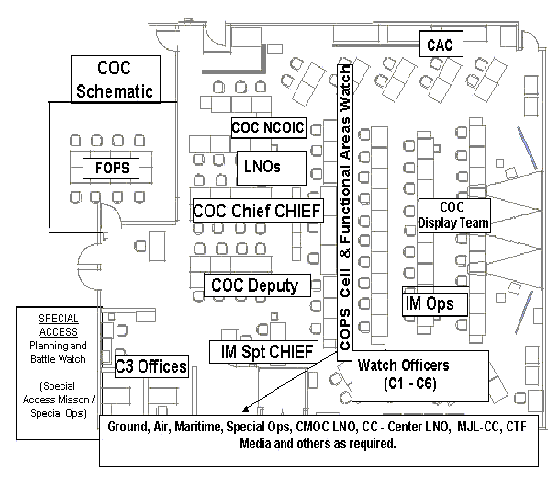 CAC
COC
Schematic
COC NCOIC
FOPS
LNOs
COC Chief CHIEF
COC
Display Team
COPS Cell & Functional Areas Watch
COC Deputy
IM Ops
SPECIAL
ACCESS
Planning and
Battle Watch
(Special
Access Misson /
Special Ops)
C3 Offices
IM Spt CHIEF
Watch Officers
(C1 - C6)
Ground, Air, Maritime, Special Ops, CMOC LNO, CC - Center LNO, MJL-CC, CTF
Media and others as required.